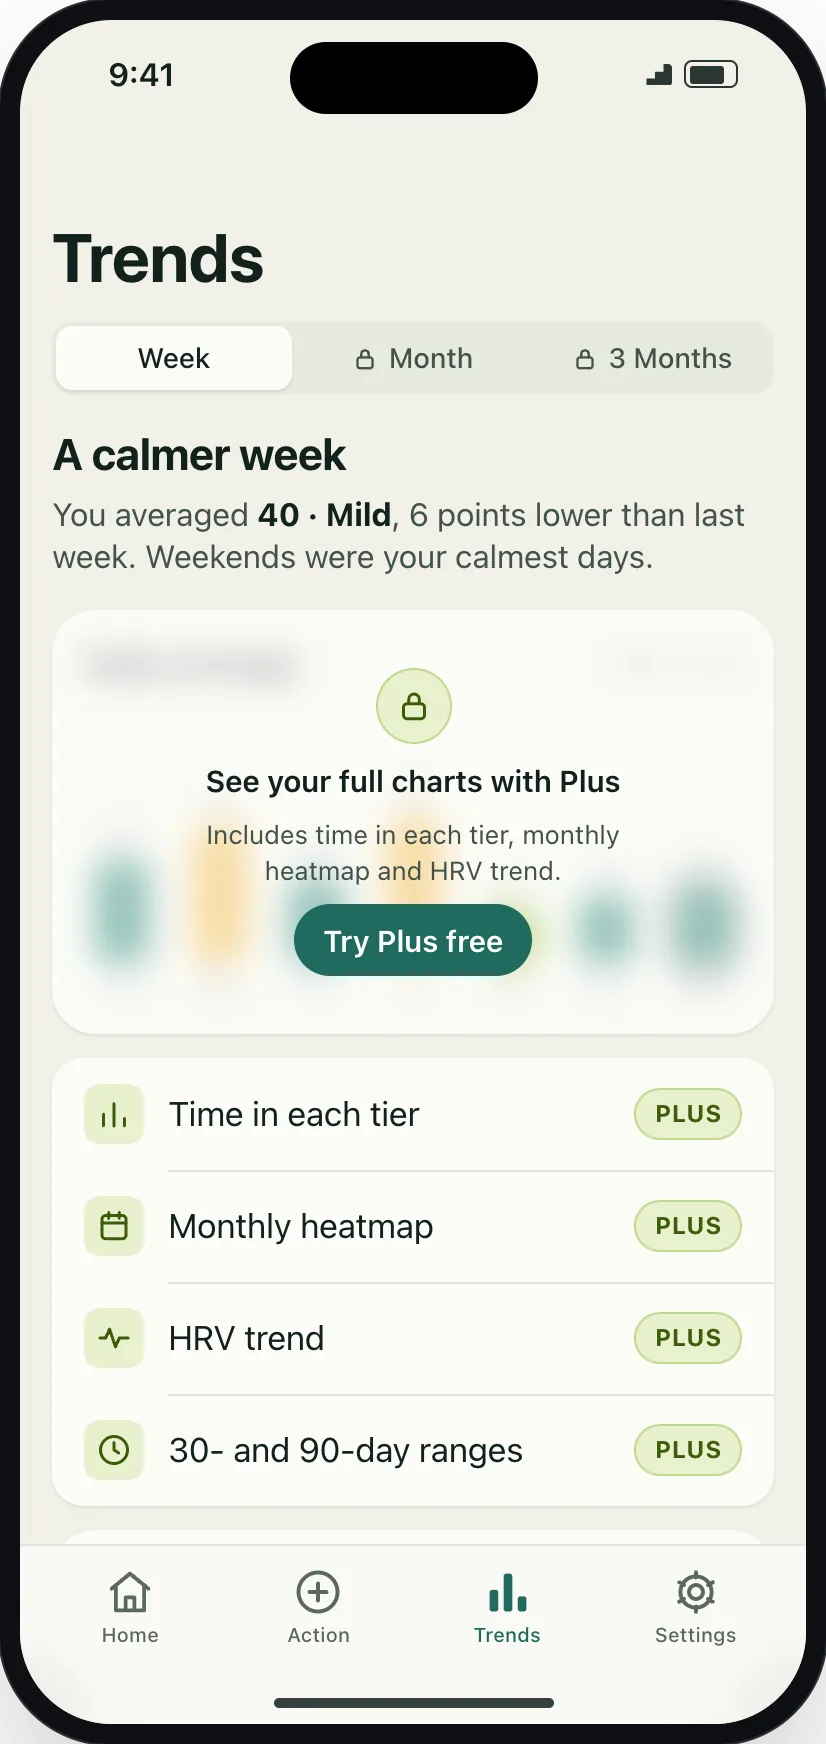 9:41
Trends
Week
Month
3 Months
A calmer week
You averaged 40 · Mild, 6 points lower than last
week. Weekends were your calmest days.
See your full charts with Plus
Includes time in each tier, monthly
heatmap and HRV trend.
Try Plus free
Time in each tier
PLUS
Monthly heatmap
PLUS
HRV trend
PLUS
30- and 90-day ranges
PLUS
Home
Action
Trends
Settings